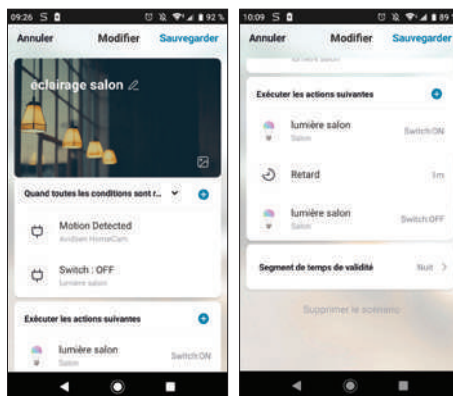 09:26 S 92 %
Annuler Modifier Sauvegarder
éclairage salon
Quand toutes les conditions sont r...
Motion Detected
Avidsen HomeCam
Switch : OFF
Lumière salon
Exécuter les actions suivantes
lumière salon
Salon
Switch:ON
10:09 S 89
Annuler Modifier Sauvegarder
Exécuter les actions suivantes
lumière salon
Salon
Switch:ON
Retard 1m
lumière salon
Salon
Switch:OFF
Segment de temps de validité Nuit
Supprimer le scénario